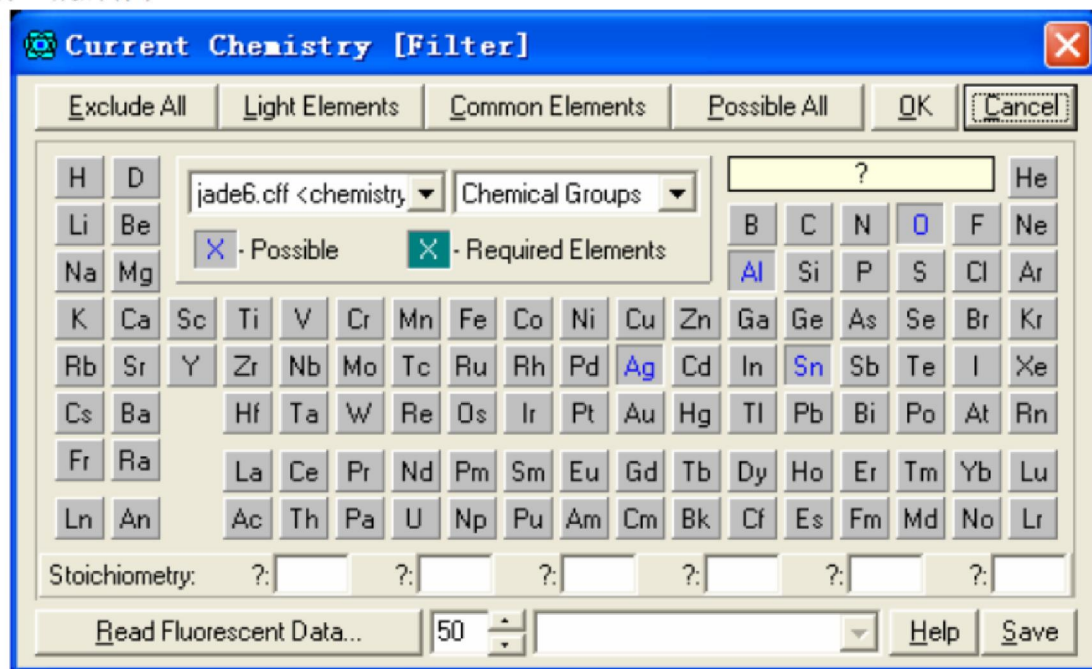 Current Chemistry [Filter]
Exclude All Light Elements Common Elements Possible All OK Cancel
H D jade6.cff <chemistry Chemical Groups ? He
Li Be B C N O F Ne
X - Possible X - Required Elements
Na Mg Al Si P S Cl Ar
K Ca Sc Ti V Cr Mn Fe Co Ni Cu Zn Ga Ge As Se Br Kr
Rb Sr Y Zr Nb Mo Tc Ru Rh Pd Ag Cd In Sn Sb Te I Xe
Cs Ba Hf Ta W Re Os Ir Pt Au Hg Tl Pb Bi Po At Rn
Fr Ra La Ce Pr Nd Pm Sm Eu Gd Tb Dy Ho Er Tm Yb Lu
Ln An Ac Th Pa U Np Pu Am Cm Bk Cf Es Fm Md No Lr
Stoichiometry: ?: ?: ?: ?: ?: ?:
Read Fluorescent Data... 50 Help Save